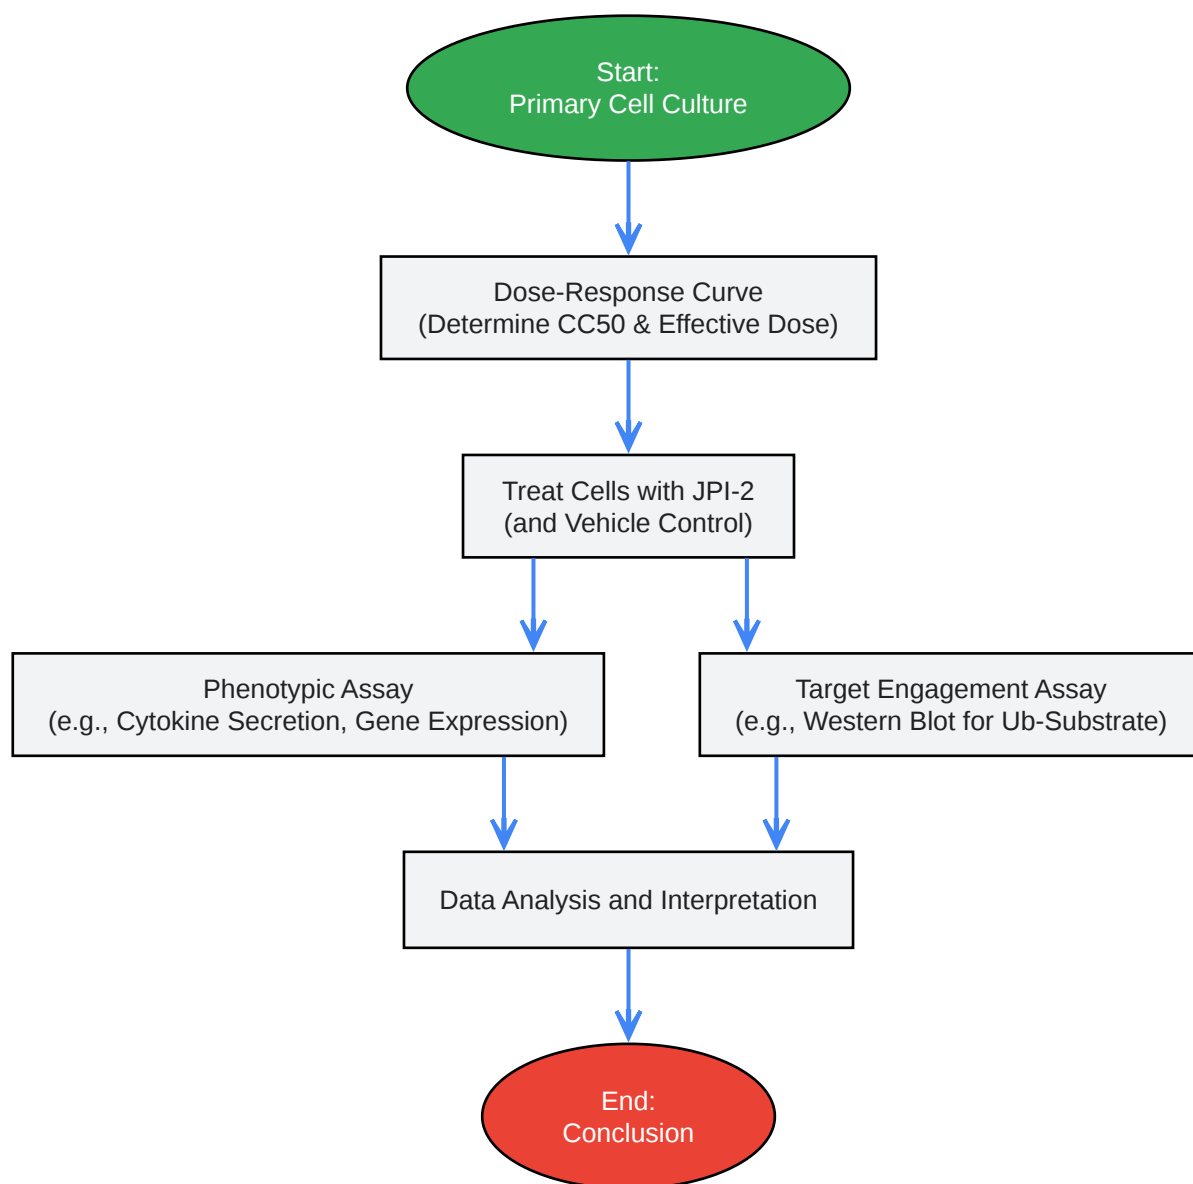 Start:
Primary Cell Culture
Dose-Response Curve
(Determine CC50 & Effective Dose)
Treat Cells with JPI-2
(and Vehicle Control)
Phenotypic Assay
(e.g., Cytokine Secretion, Gene Expression)
Target Engagement Assay
(e.g., Western Blot for Ub-Substrate)
Data Analysis and Interpretation
End:
Conclusion